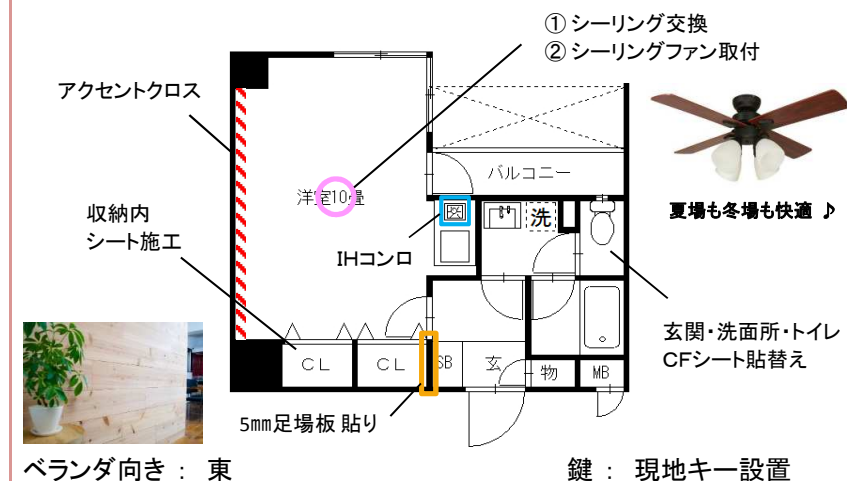 ① シーリング交換
② シーリングファン取付
アクセントクロス
バルコニー
洋室10畳
収納内
シート施工
洗
夏場も冬場も快適 ♪
IHコンロ
玄関・洗面所・トイレ
CFシート貼替え
CL
CL
SB
玄
物
MB
5㎜足場板 貼り
ベランダ向き : 東
鍵 : 現地キー設置